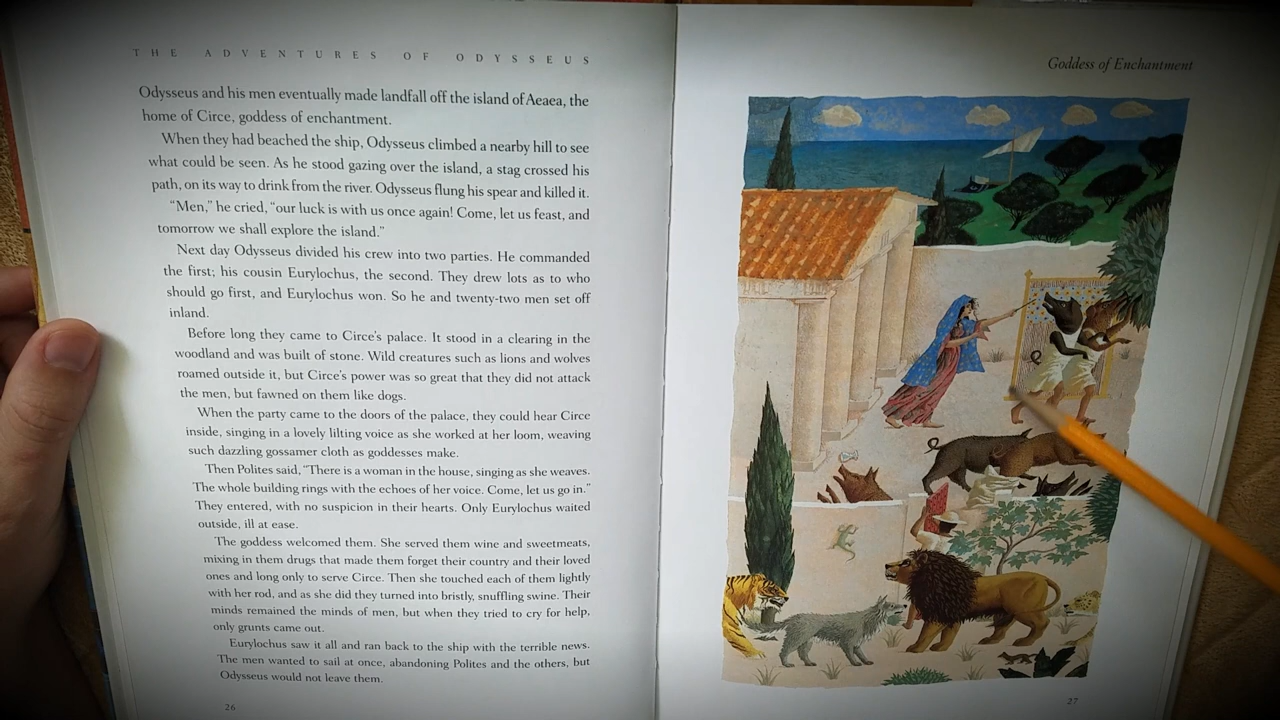 THE ADVENTURES OF ODYSSEUS
Odysseus and his men eventually made landfall off the island of Aeaea, the
home of Circe, goddess of enchantment.
When they had beached the ship, Odysseus climbed a nearby hill to see
what could be seen. As he stood gazing over the island, a stag crossed his
path, on its way to drink from the river. Odysseus flung his spear and killed it.
“Men,” he cried, “our luck is with us once again! Come, let us feast, and
tomorrow we shall explore the island.”
Next day Odysseus divided his crew into two parties. He commanded
the first; his cousin Eurylochus, the second. They drew lots as to who
should go first, and Eurylochus won. So he and twenty-two men set off
inland.
Before long they came to Circe's palace. It stood in a clearing in the
woodland and was built of stone. Wild creatures such as lions and wolves
roamed outside it, but Circe's power was so great that they did not attack
the men, but fawned on them like dogs.
When the party came to the doors of the palace, they could hear Circe
inside, singing in a lovely lilting voice as she worked at her loom, weaving
such dazzling gossamer cloth as goddesses make.
Then Polites said, “There is a woman in the house, singing as she weaves.
The whole building rings with the echoes of her voice. Come, let us go in.”
They entered, with no suspicion in their hearts. Only Eurylochus waited
outside, ill at ease.
The goddess welcomed them. She served them wine and sweetmeats,
mixing in them drugs that made them forget their country and their loved
ones and long only to serve Circe. Then she touched each of them lightly
with her rod, and as she did they turned into bristly, snuffling swine. Their
minds remained the minds of men, but when they tried to cry for help,
only grunts came out.
Eurylochus saw it all and ran back to the ship with the terrible news.
The men wanted to sail at once, abandoning Polites and the others, but
Odysseus would not leave them.
26
Goddess of Enchantment
27